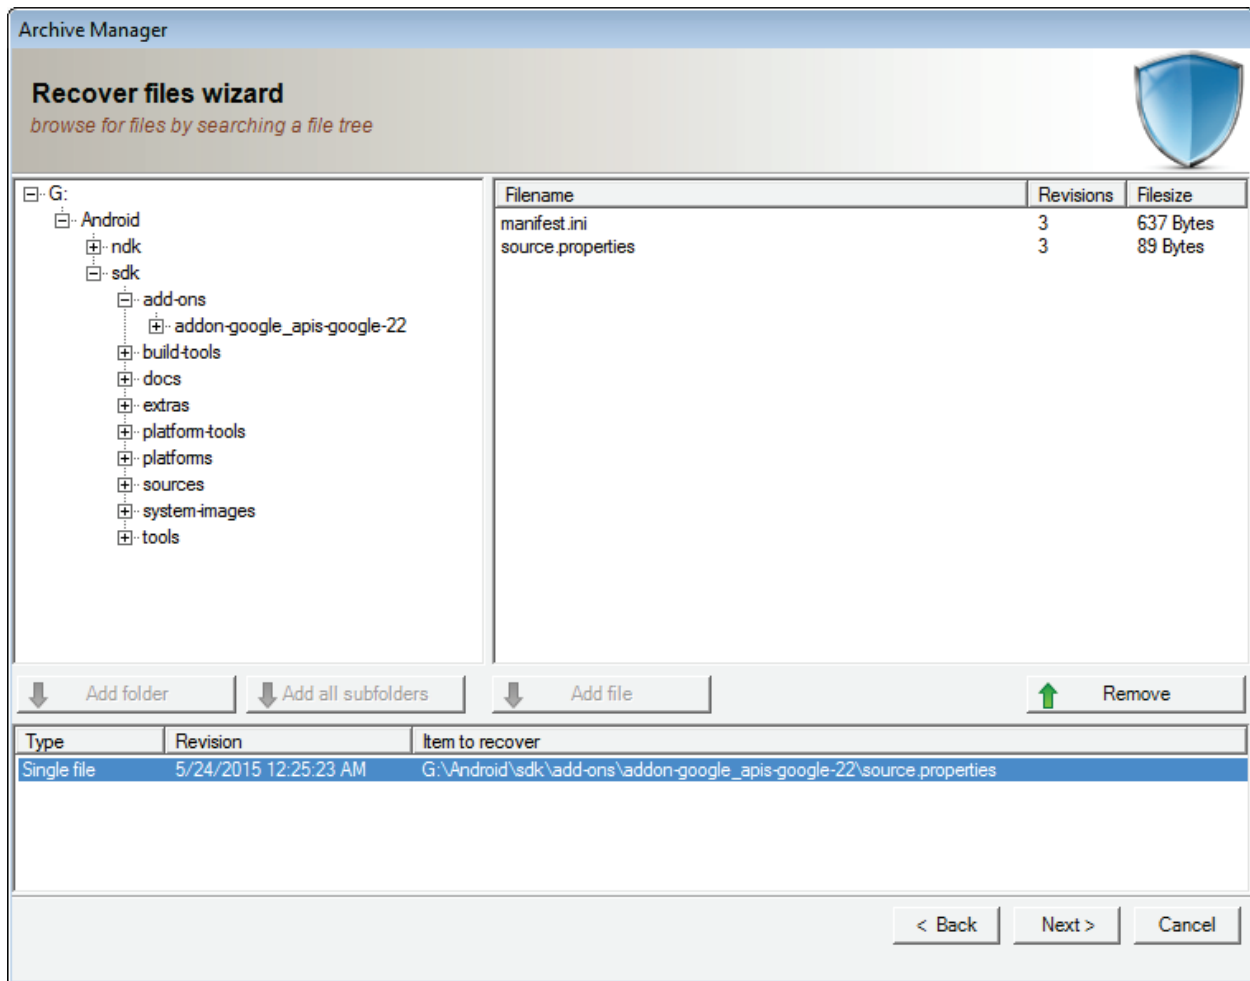 Archive Manager
Recover files wizard
browse for files by searching a file tree
G:
Android
ndk
sdk
add-ons
addon-google_apis-google-22
build-tools
docs
extras
platform-tools
platforms
sources
system-images
tools
Filename Revisions Filesize
manifest.ini 3 637 Bytes
source.properties 3 89 Bytes
Add folder Add all subfolders Add file Remove
Type Revision Item to recover
Single file 5/24/2015 12:25:23 AM G:\Android\sdk\add-ons\addon-google_apis-google-22\source.properties
< Back Next > Cancel